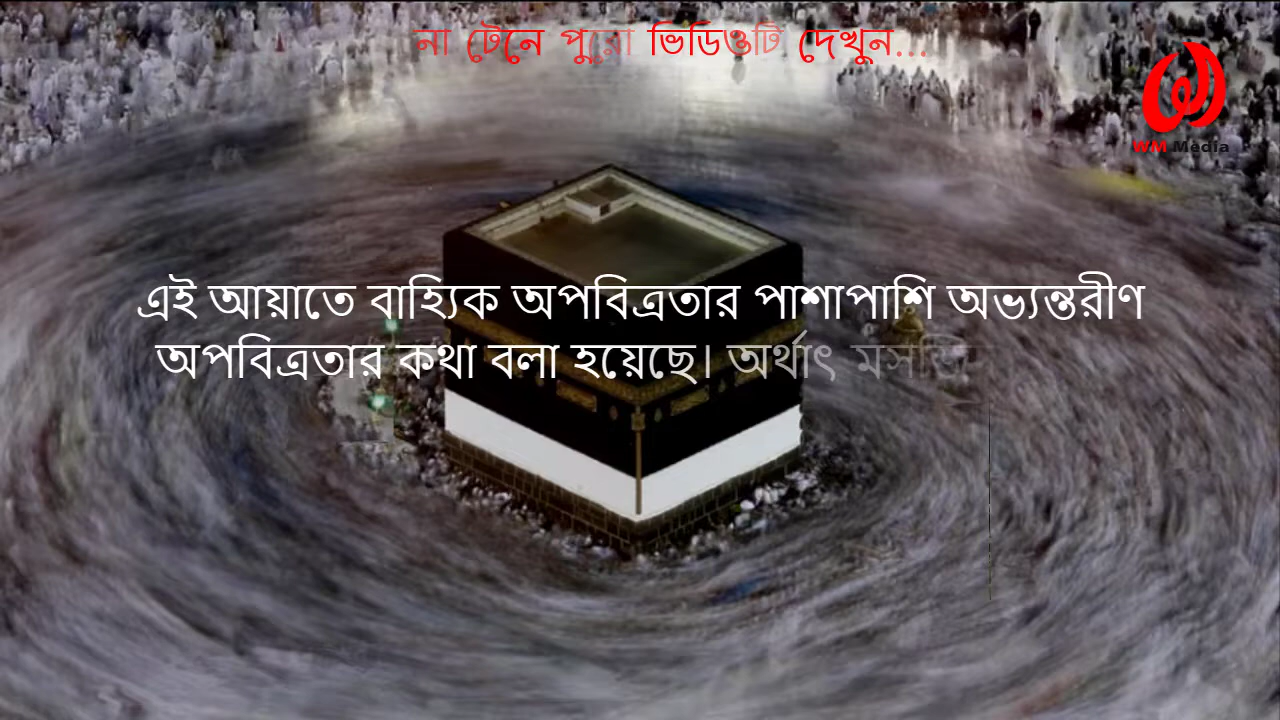 না টেনে পুরো ভিডিওটি দেখুন...
WM Media
এই আয়াতে বাহ্যিক অপবিত্রতার পাশাপাশি অভ্যন্তরীণ
অপবিত্রতার কথা বলা হয়েছে। অর্থাৎ